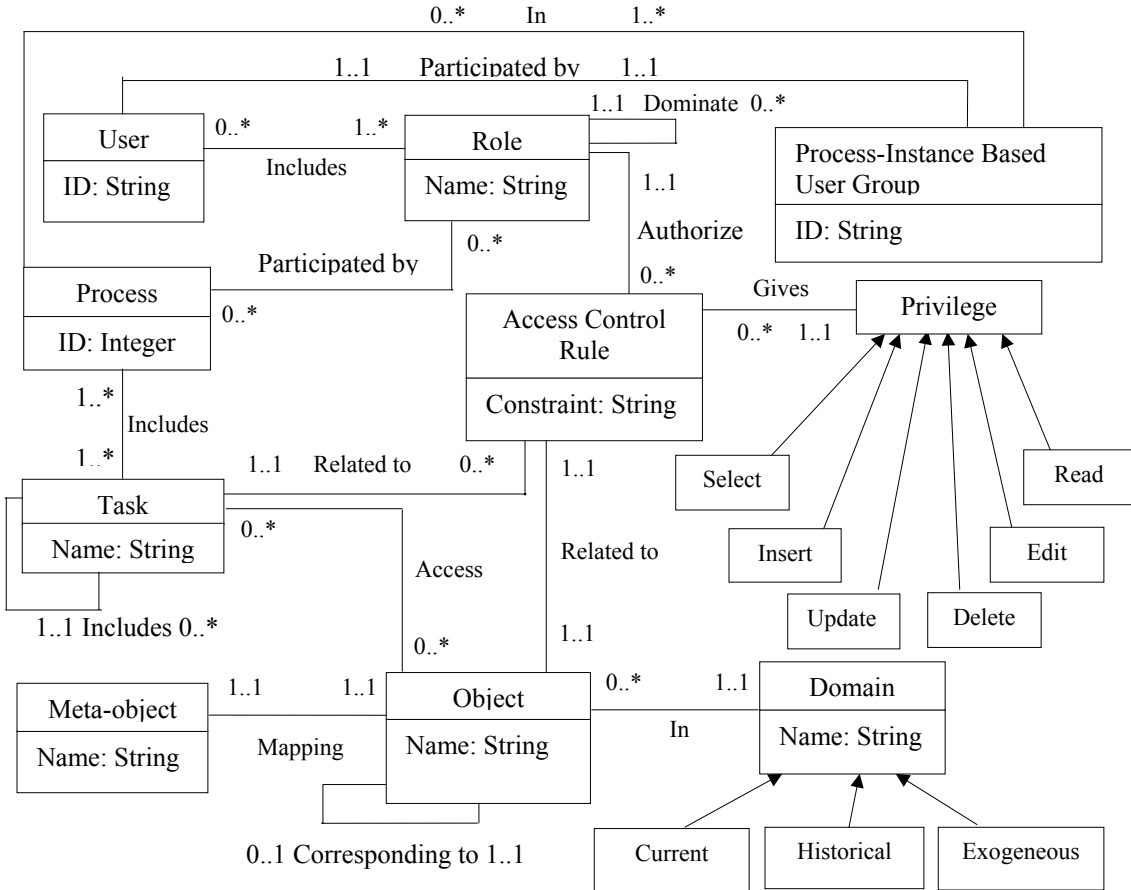 0..* In 1..*
1..1 Participated by 1..1
1..1 Dominate 0..*
User
ID: String
0..* 1..*
Includes
Role
Name: String
Process-Instance Based
User Group
ID: String
1..1
Authorize
0..*
0..*
Participated by
0..*
Process
ID: Integer
Access Control
Rule
Constraint: String
Gives
0..* 1..1
Privilege
1..*
Includes
1..*
1..1 Related to 0..*
1..1
Select
Read
Task
Name: String
0..*
Insert
Edit
Related to
Access
Update
Delete
1..1 Includes 0..*
0..*
1..1
Meta-object
Name: String
1..1 1..1
Mapping
Object
Name: String
0..* 1..1
In
Domain
Name: String
0..1 Corresponding to 1..1
Current
Historical
Exogeneous